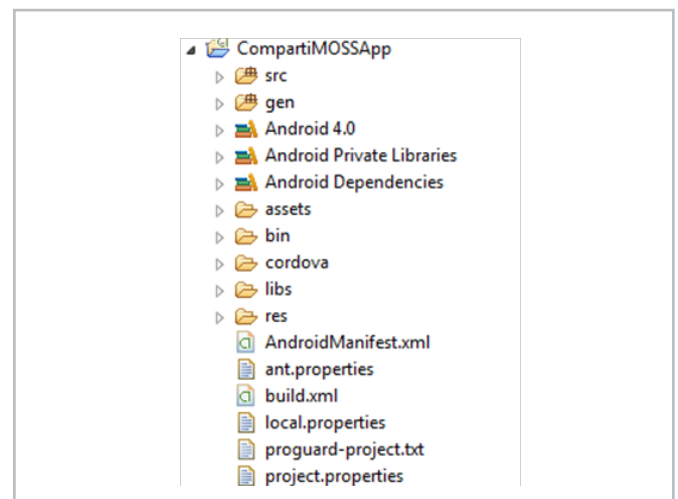 CompartiMOSSApp
src
gen
Android 4.0
Android Private Libraries
Android Dependencies
assets
bin
cordova
libs
res
AndroidManifest.xml
ant.properties
build.xml
local.properties
proguard-project.txt
project.properties